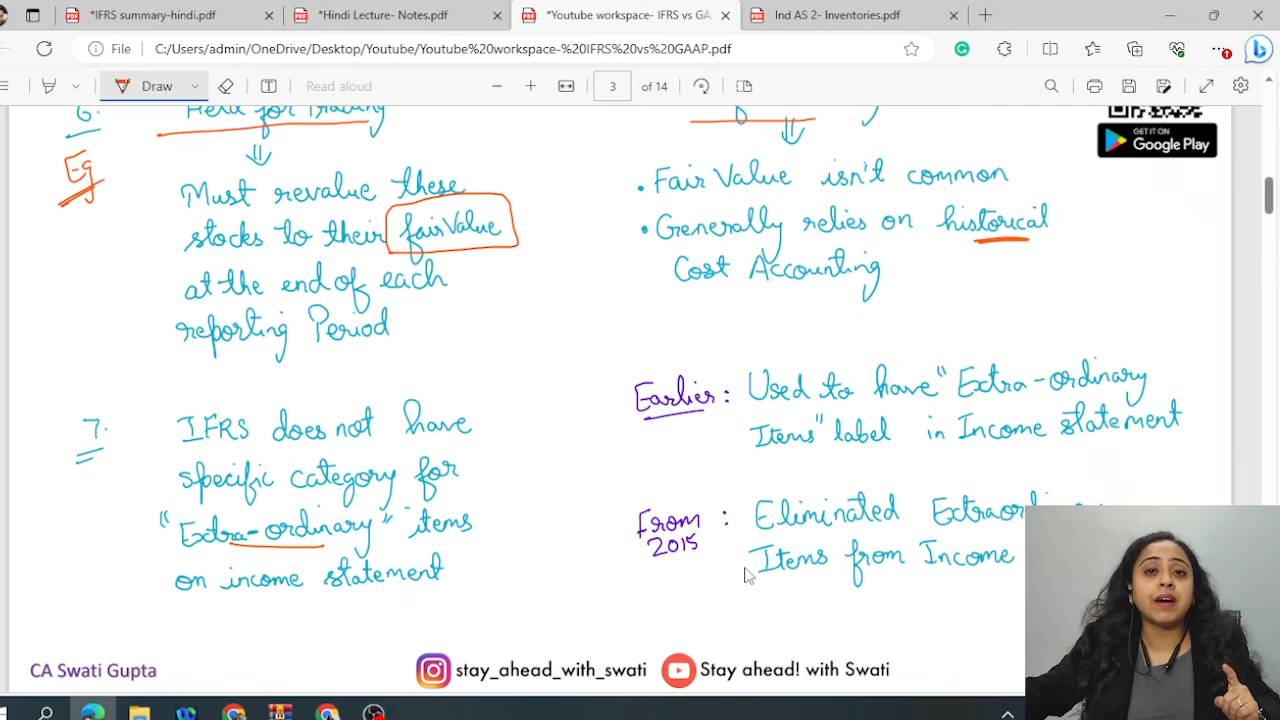 *IFRS summary-hindi.pdf
*Hindi Lecture- Notes.pdf
*Youtube workspace- IFRS vs GA
Ind AS 2- Inventories.pdf
File
C:/Users/admin/OneDrive/Desktop/Youtube/Youtube%20workspace-%20IFRS%20vs%20GAAP.pdf
Draw
Read aloud
3 of 14
6. Held for Trading
GET IT ON
Google Play
Eg
Must revalue these
stocks to their fair Value
at the end of each
reporting Period
• Fair Value isn't common
• Generally relies on historical
Cost Accounting
7. IFRS does not have
specific category for
"Extra-ordinary" items
on income statement
Earlier: Used to have "Extra-ordinary
Items" label in Income statement
From 2015 : Eliminated
Items from Income
CA Swati Gupta
stay_ahead_with_swati
Stay ahead! with Swati